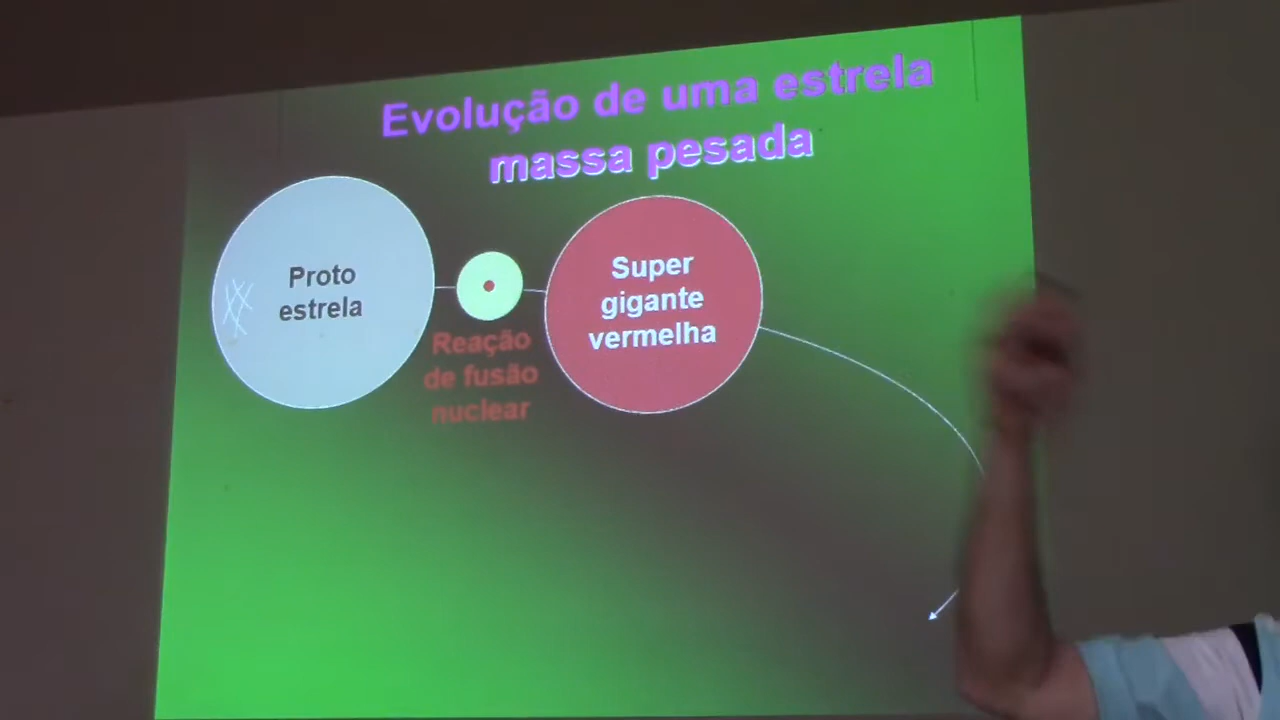 Evolução de uma estrela
massa pesada
Proto
estrela
Reação
de fusão
nuclear
Super
gigante
vermelha